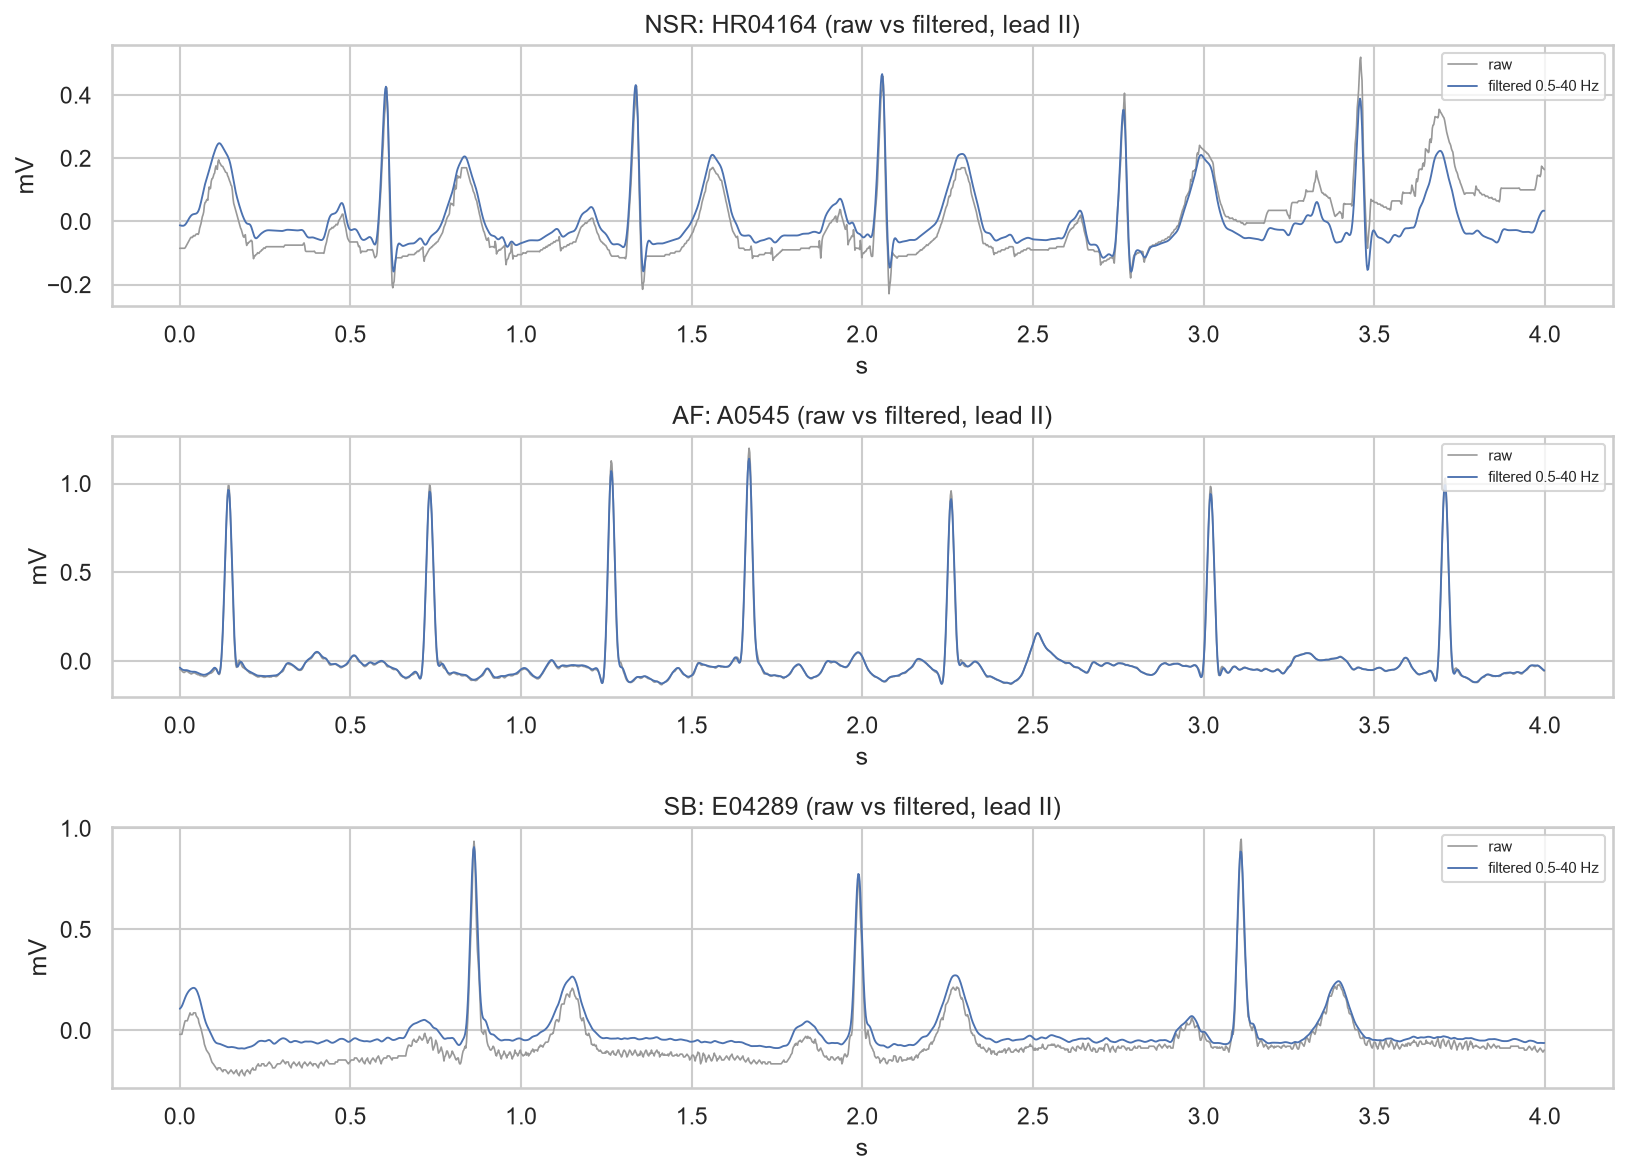 NSR: HR04164 (raw vs filtered, lead II)
raw
filtered 0.5-40 Hz
mV
0.4
0.2
0.0
−0.2
0.0 0.5 1.0 1.5 2.0 2.5 3.0 3.5 4.0
s
AF: A0545 (raw vs filtered, lead II)
raw
filtered 0.5-40 Hz
mV
1.0
0.5
0.0
0.0 0.5 1.0 1.5 2.0 2.5 3.0 3.5 4.0
s
SB: E04289 (raw vs filtered, lead II)
raw
filtered 0.5-40 Hz
mV
1.0
0.5
0.0
0.0 0.5 1.0 1.5 2.0 2.5 3.0 3.5 4.0
s